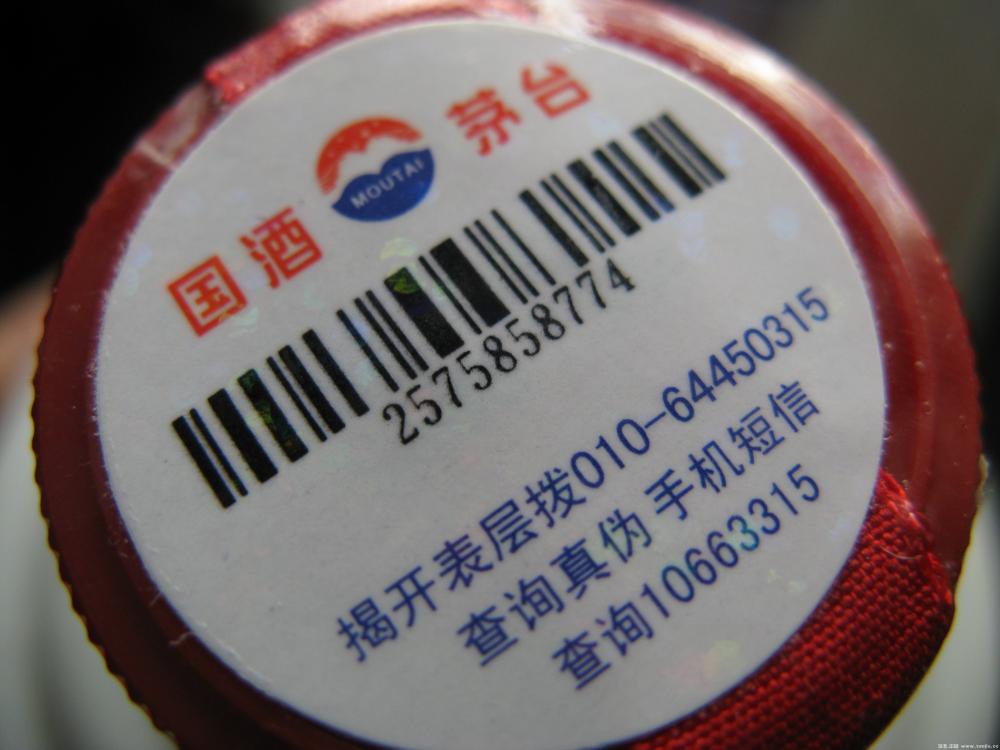 国酒 MOUTAI 茅台
2575858774
揭开表层拨010-64450315
查询真伪 手机短信
查询10663315